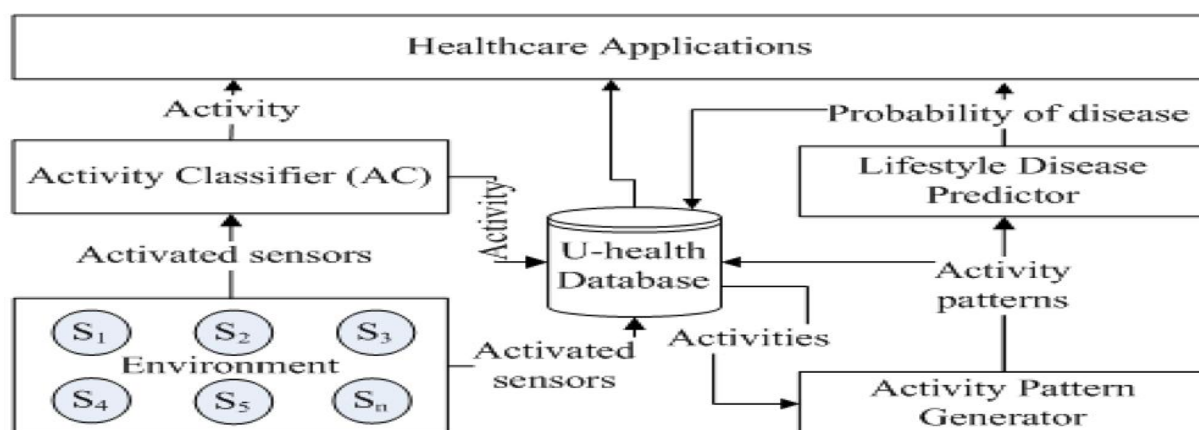 Healthcare Applications
Activity
Probability of disease
Activity Classifier (AC)
Lifestyle Disease
Predictor
Activity
Activated sensors
U-health
Database
Activity
patterns
S1
S2
S3
Environment
Activated
sensors
Activities
S4
S5
Sn
Activity Pattern
Generator